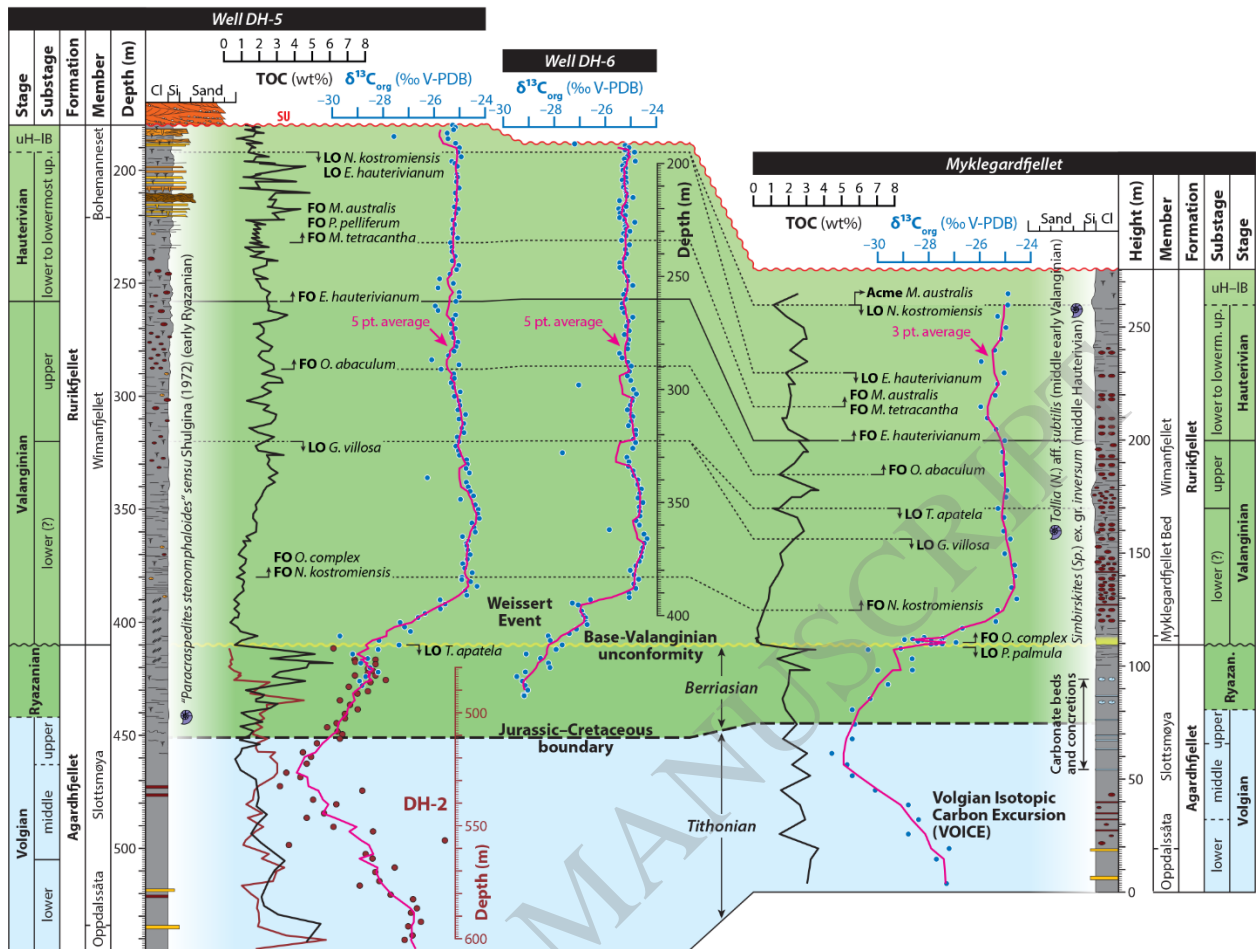 Well DH-5
Stage
Substage
Formation
Member
Depth (m)
Cl Si Sand
0 1 2 3 4 5 6 7 8
TOC (wt%)
δ¹³Corg (‰ V-PDB)
−30 −28 −26 −24
Well DH-6
δ¹³Corg (‰ V-PDB)
−30 −28 −26 −24
SU
uH–lB
Hauterivian
lower to lowermost up.
Valanginian
upper
lower (?)
Ryazanian
Volgian
upper
middle
lower
Rurikfjellet
Agardhfjellet
Bohemanneset
Wimanfjellet
Slottsmøya
Oppdalssåta
200
250
300
350
400
450
500
"Paracraspedites stenomphaloides" sensu Shulgina (1972) (early Ryazanian)
LO N. kostromiensis
LO E. hauterivianum
FO M. australis
FO P. pelliferum
FO M. tetracantha
FO E. hauterivianum
5 pt. average
FO O. abaculum
LO G. villosa
FO O. complex
FO N. kostromiensis
LO T. apatela
Weissert
Event
Base-Valanginian
unconformity
Berriasian
Jurassic–Cretaceous
boundary
Tithonian
DH-2
500
550
600
Depth (m)
5 pt. average
Depth (m)
200
250
300
350
400
Myklegardfjellet
0 1 2 3 4 5 6 7 8
TOC (wt%)
δ¹³Corg (‰ V-PDB)
−30 −28 −26 −24
Sand Si Cl
Height (m)
Member
Formation
Substage
Stage
Acme M. australis
LO N. kostromiensis
3 pt. average
LO E. hauterivianum
FO M. australis
FO M. tetracantha
FO E. hauterivianum
FO O. abaculum
LO T. apatela
LO G. villosa
FO N. kostromiensis
FO O. complex
LO P. palmula
Tollia (N.) aff. subtilis (middle early Valanginian)
Simbirskites (Sp.) ex. gr. inversum (middle Hauterivian)
Carbonate beds
and concretions
Volgian Isotopic
Carbon Excursion
(VOICE)
250
200
150
100
50
0
Wimanfjellet
Myklegardfjellet Bed
Slottsmøya
Oppdalssåta
Rurikfjellet
Agardhfjellet
uH–lB
lower to lowerm. up.
upper
lower (?)
upper
middle
lower
Hauterivian
Valanginian
Ryazan.
Volgian
MANUSCRIPT